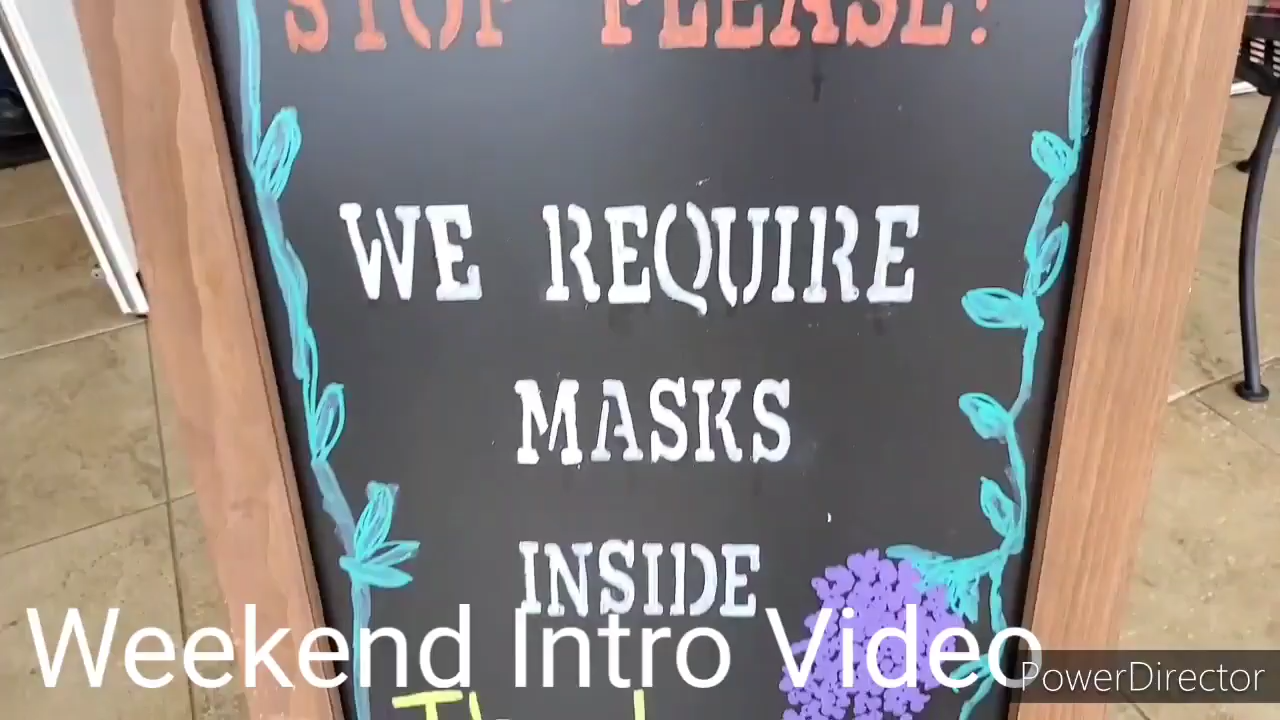 STOP PLEASE!
WE REQUIRE
MASKS
INSIDE
Weekend Intro Video
PowerDirector